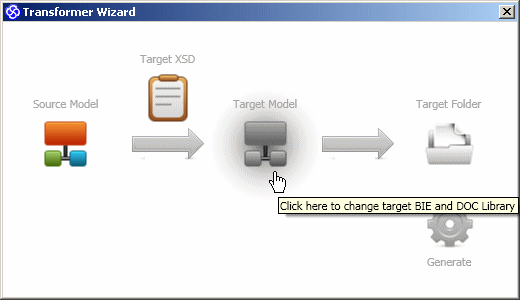 Transformer Wizard
Target XSD
Source Model
Target Model
Target Folder
Click here to change target BIE and DOC Library
Generate